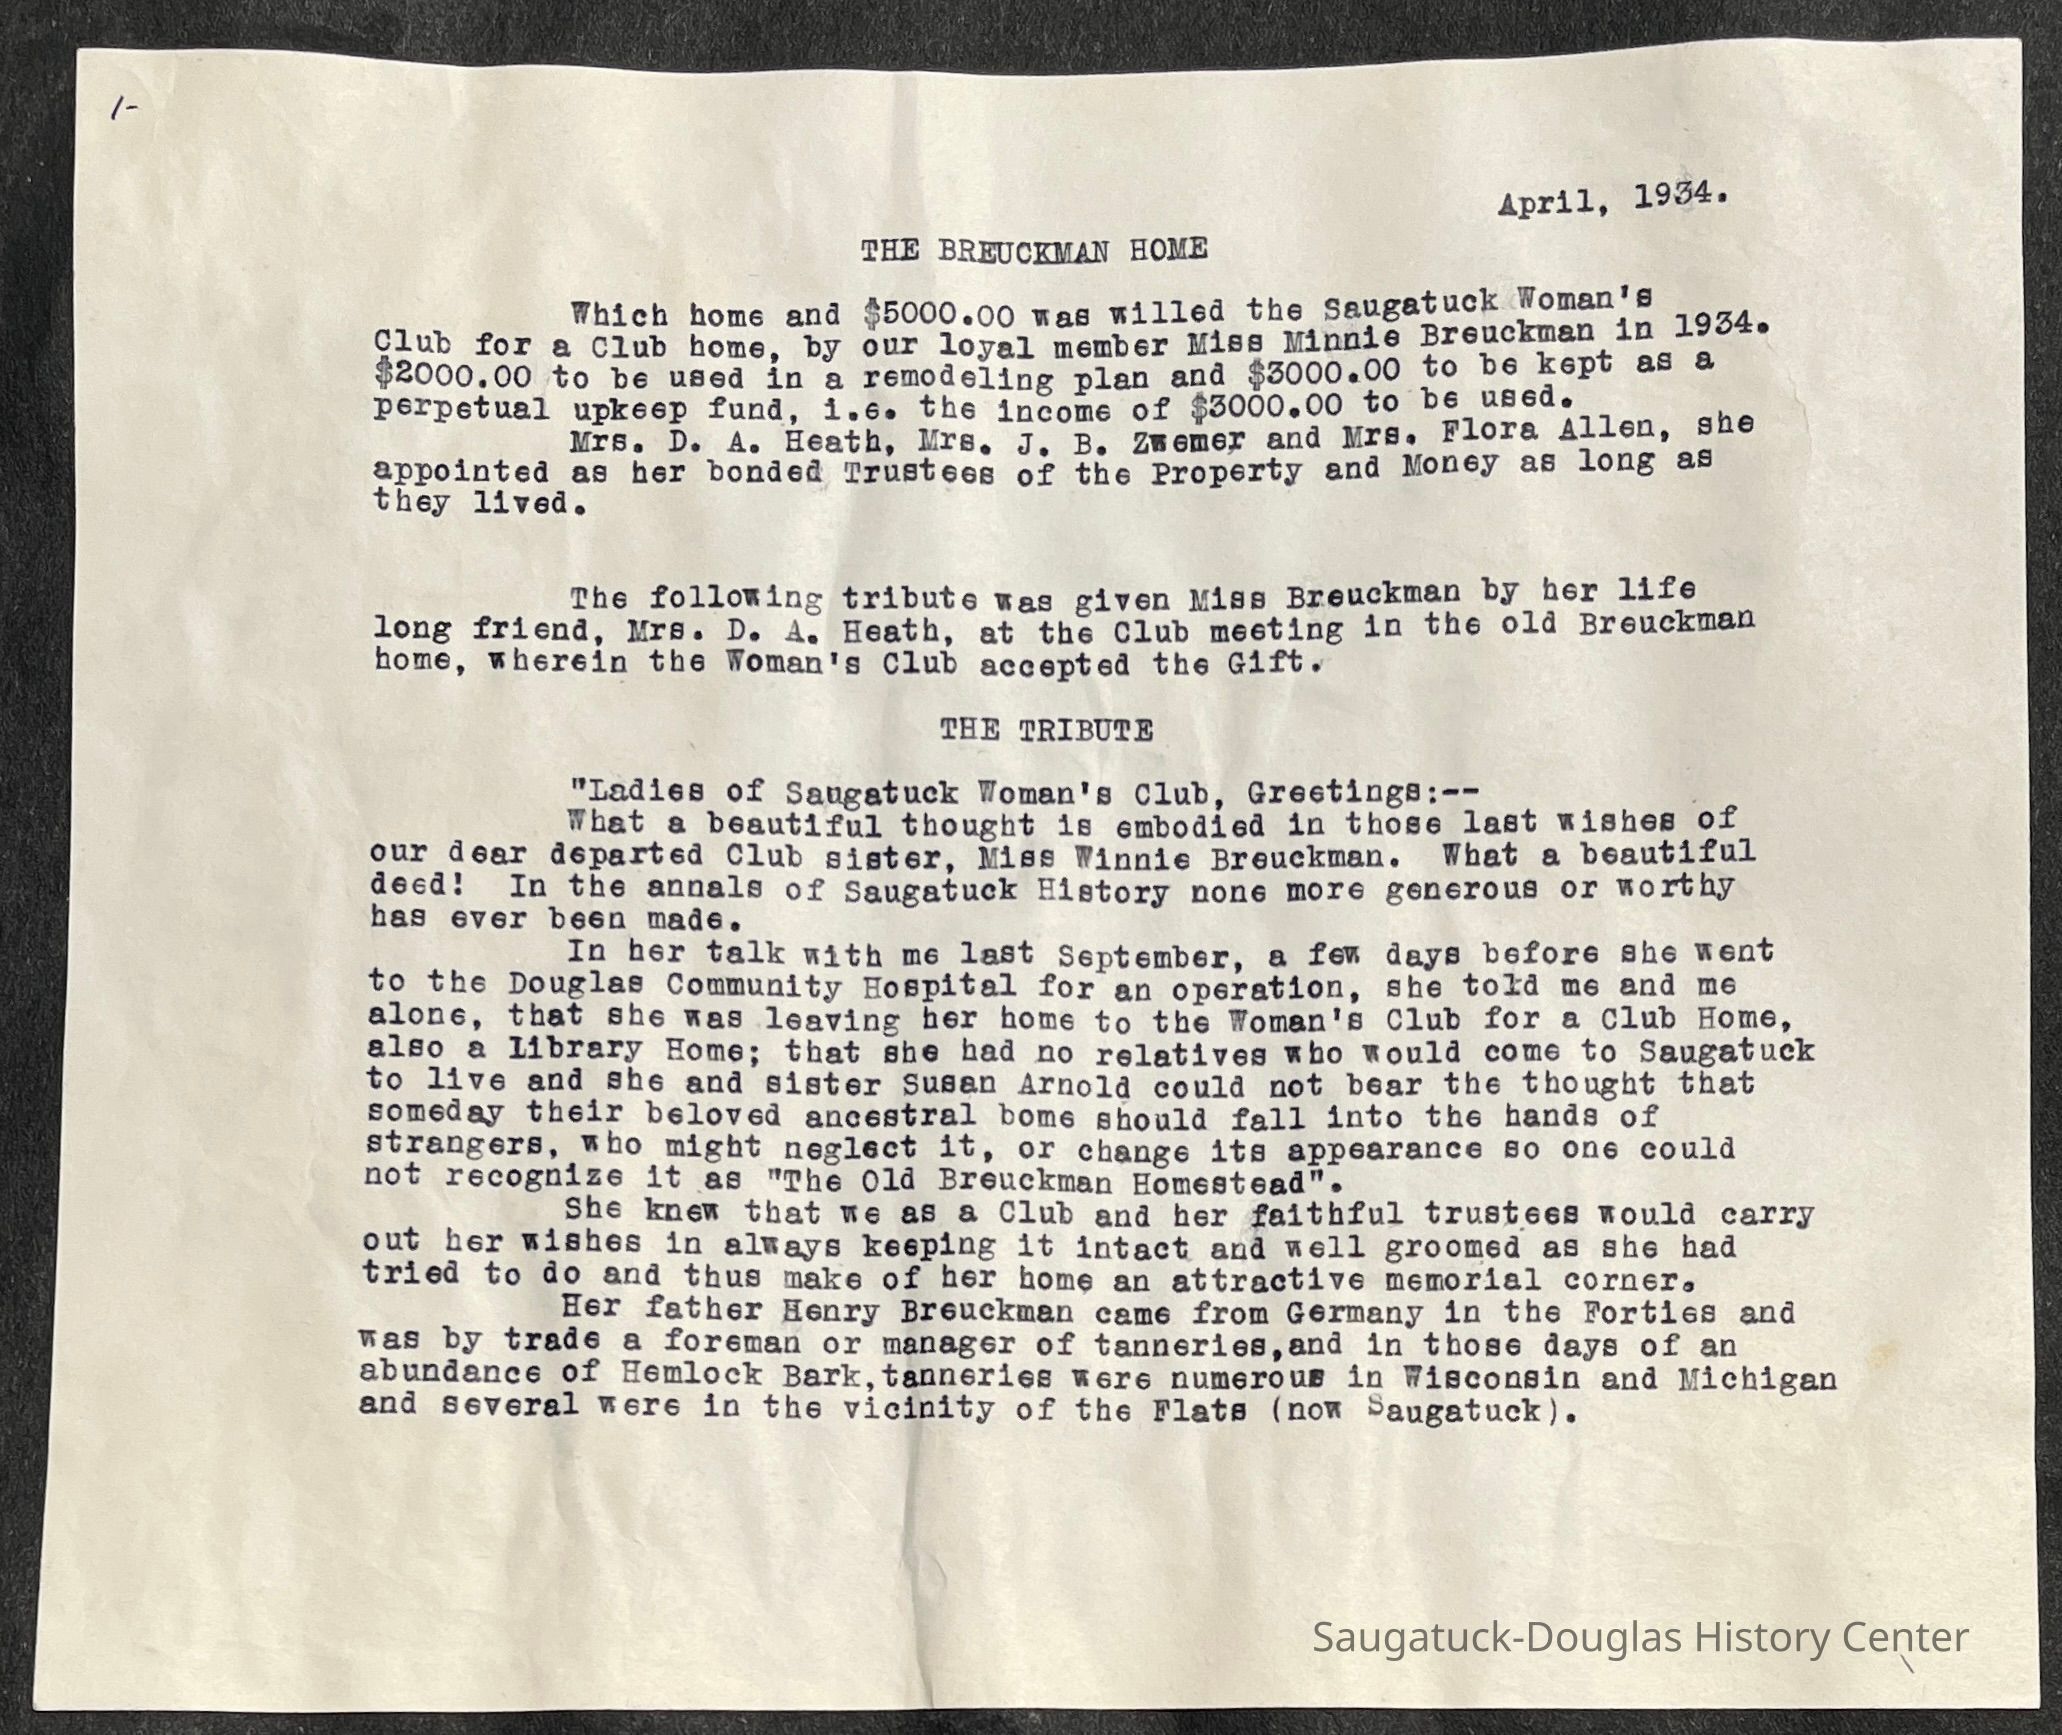 1-
April, 1934.
THE BREUCKMAN HOME
Which home and $5000.00 was willed the Saugatuck Woman's
Club for a Club home, by our loyal member Miss Minnie Breuckman in 1934.
$2000.00 to be used in a remodeling plan and $3000.00 to be kept as a
perpetual upkeep fund, i.e. the income of $3000.00 to be used.
Mrs. D. A. Heath, Mrs. J. B. Zwemer and Mrs. Flora Allen, she
appointed as her bonded Trustees of the Property and Money as long as
they lived.
The following tribute was given Miss Breuckman by her life
long friend, Mrs. D. A. Heath, at the Club meeting in the old Breuckman
home, wherein the Woman's Club accepted the Gift.
THE TRIBUTE
"Ladies of Saugatuck Woman's Club, Greetings:--
What a beautiful thought is embodied in those last wishes of
our dear departed Club sister, Miss Winnie Breuckman.  What a beautiful
deed!  In the annals of Saugatuck History none more generous or worthy
has ever been made.
In her talk with me last September, a few days before she went
to the Douglas Community Hospital for an operation, she told me and me
alone, that she was leaving her home to the Woman's Club for a Club Home,
also a Library Home; that she had no relatives who would come to Saugatuck
to live and she and sister Susan Arnold could not bear the thought that
someday their beloved ancestral bome should fall into the hands of
strangers, who might neglect it, or change its appearance so one could
not recognize it as "The Old Breuckman Homestead".
She knew that we as a Club and her faithful trustees would carry
out her wishes in always keeping it intact and well groomed as she had
tried to do and thus make of her home an attractive memorial corner.
Her father Henry Breuckman came from Germany in the Forties and
was by trade a foreman or manager of tanneries,and in those days of an
abundance of Hemlock Bark,tanneries were numerous in Wisconsin and Michigan
and several were in the vicinity of the Flats (now Saugatuck).
Saugatuck-Douglas History Center